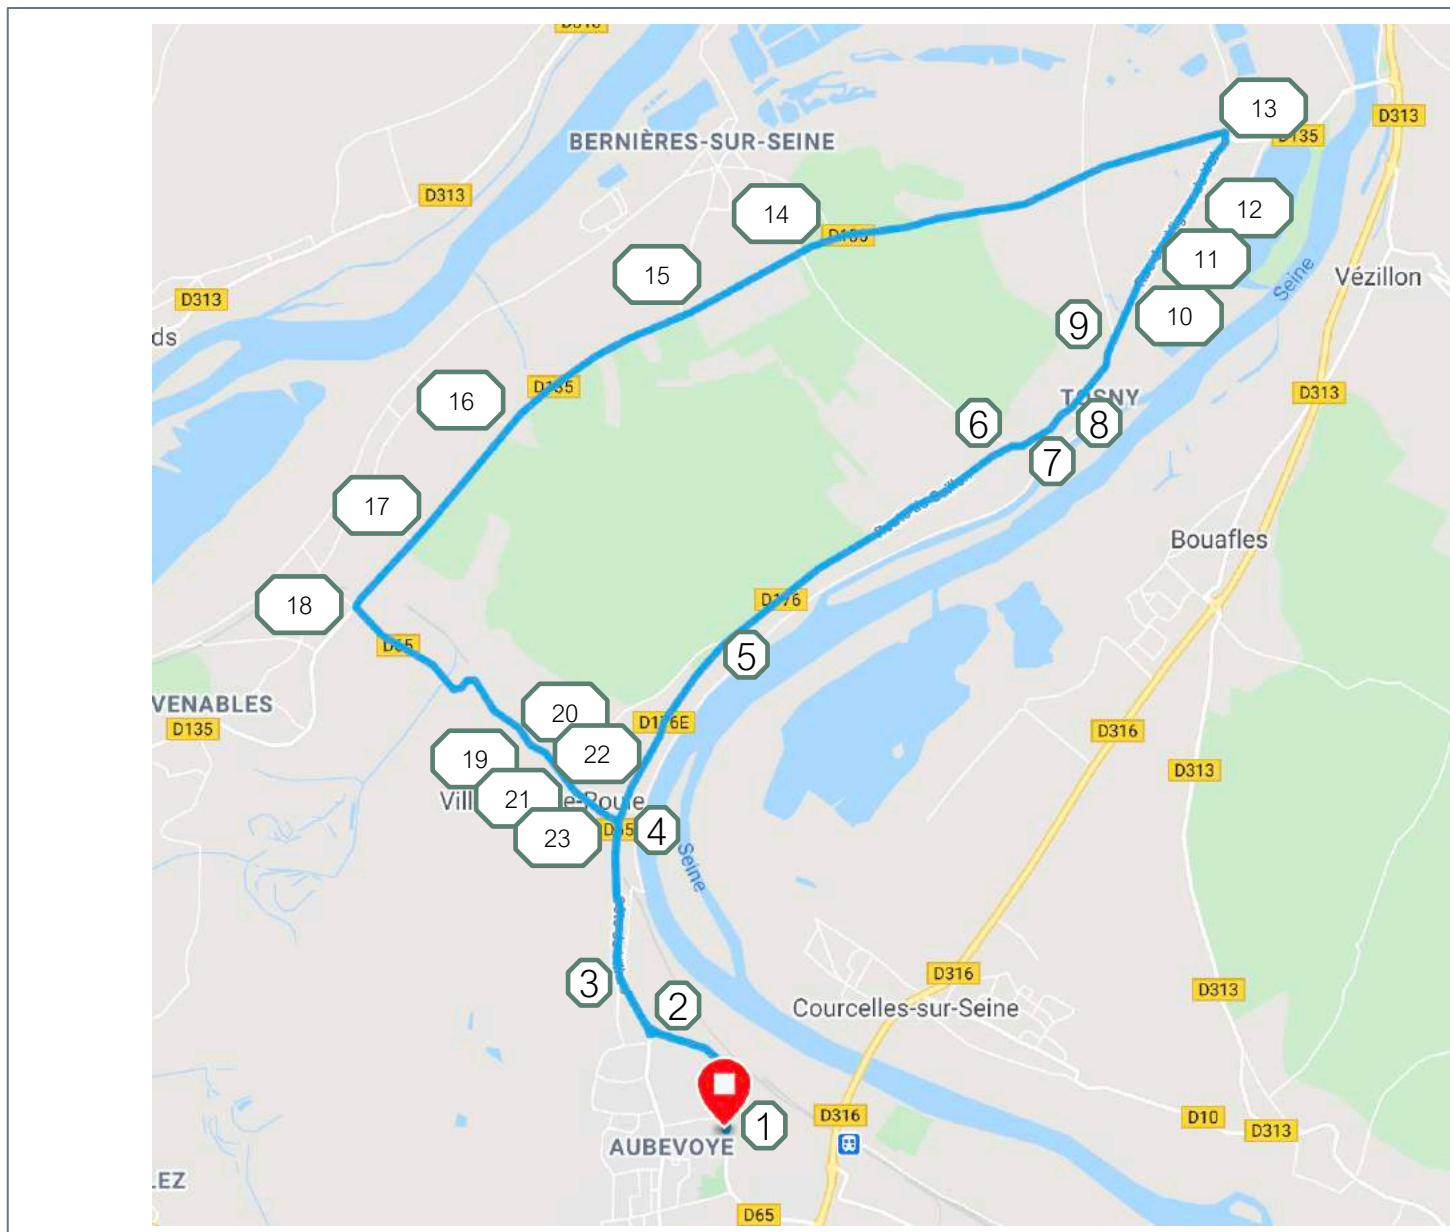 13
D313
D135
BERNIÈRES-SUR-SEINE
D313
14
12
11
15
Seine
Vézillon
D313
10
9
ds
D135
D313
16
TOSNY
6
8
7
17
Bouafles
D176
18
5
VENABLES
D135
20
D176E
D316
22
19
D313
21
23
4
Seine
3
D316
D313
2
Courcelles-sur-Seine
1
D316
D10
D313
AUBEVOYE
LEZ
D65